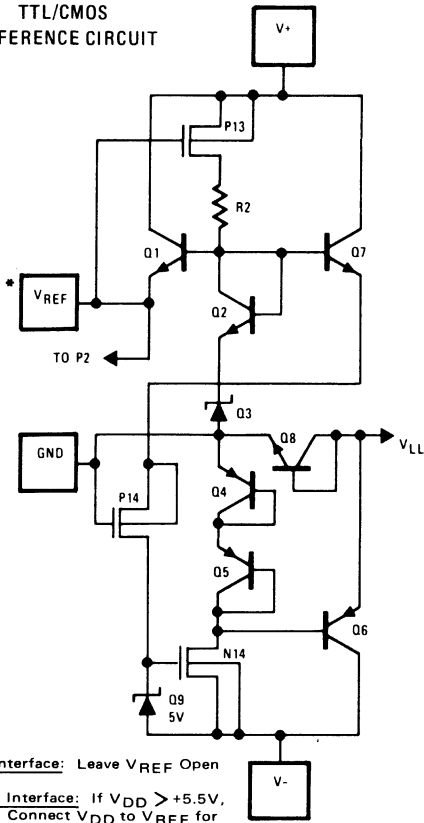 TTL/CMOS
FERENCE CIRCUIT
V+
P13
R2
Q1
Q7
*
VREF
Q2
TO P2
Q3
GND
Q8
VLL
Q4
P14
Q5
Q6
N14
Q9
5V
nterface: Leave VREF Open
V-
Interface: If VDD > +5.5V,
Connect VDD to VREF for